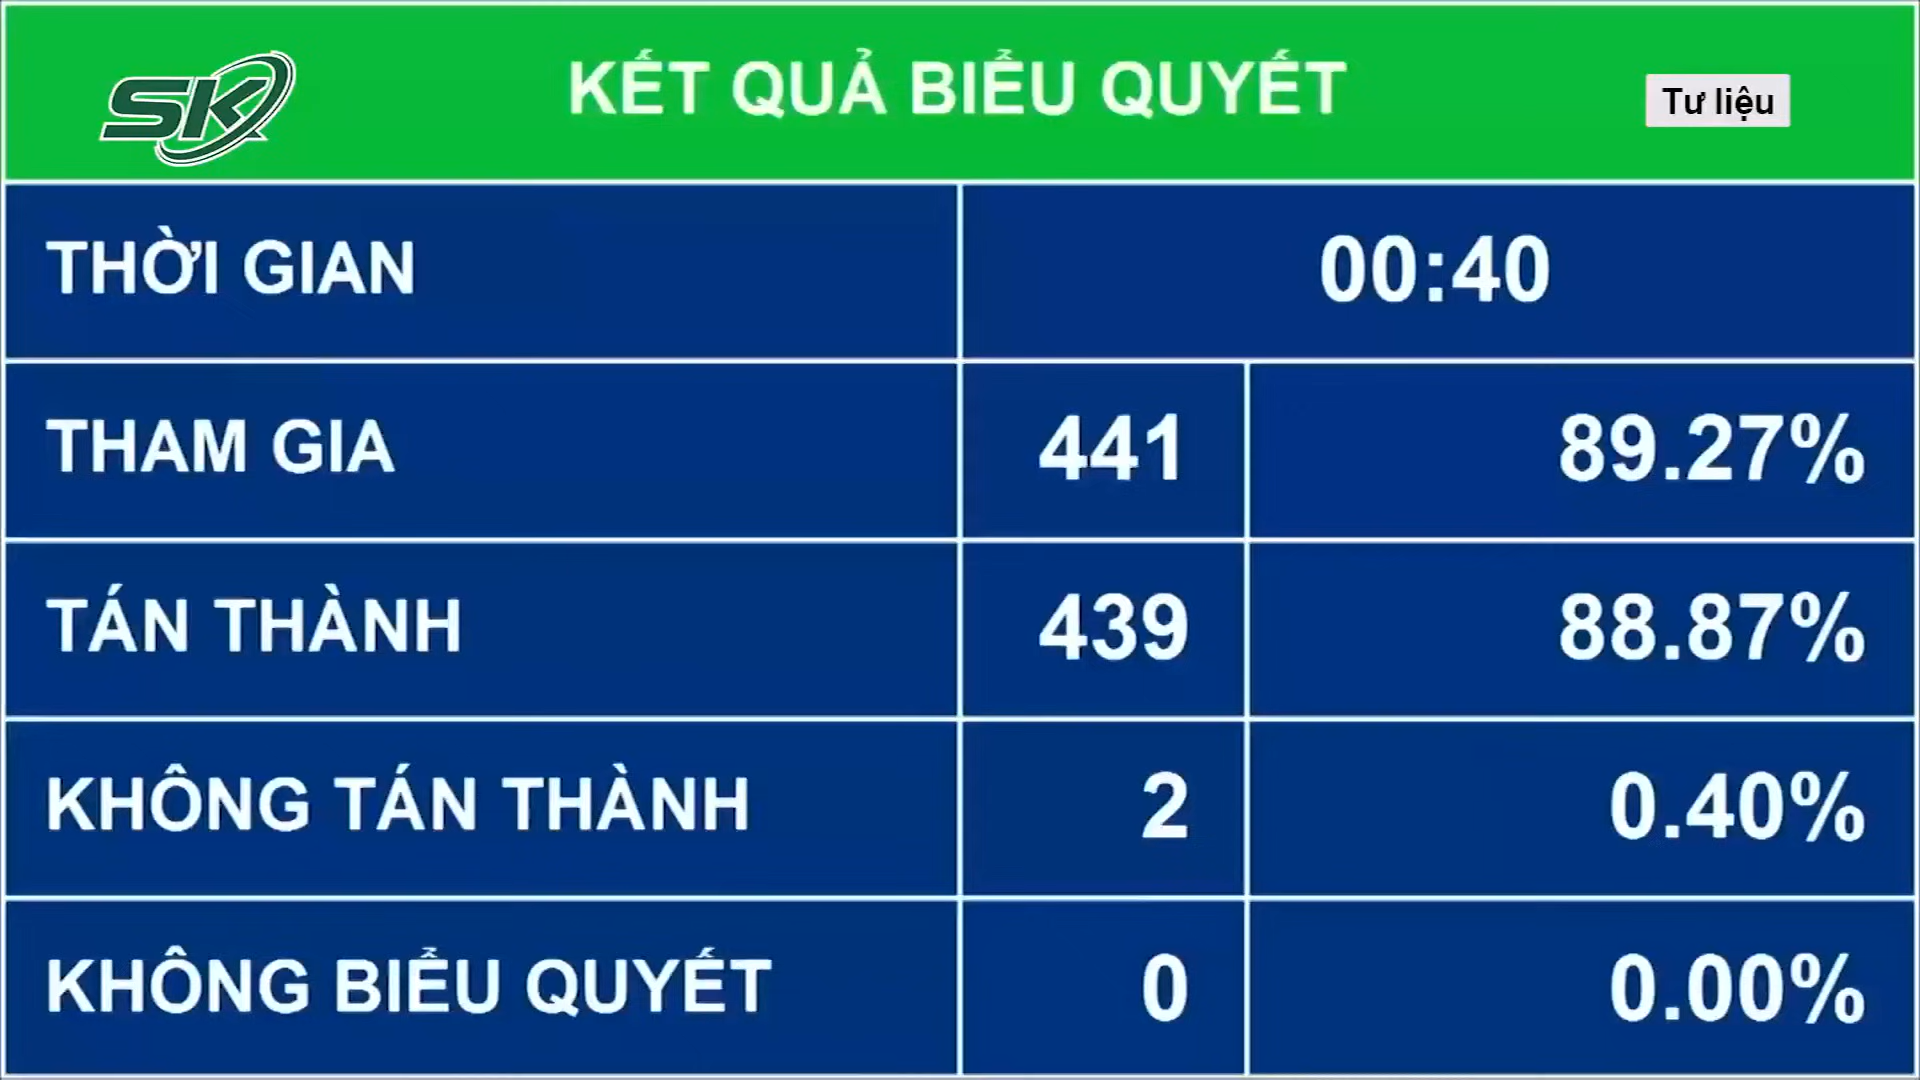 SK
KẾT QUẢ BIỂU QUYẾT
Tư liệu
THỜI GIAN 00:40
THAM GIA 441 89.27%
TÁN THÀNH 439 88.87%
KHÔNG TÁN THÀNH 2 0.40%
KHÔNG BIỂU QUYẾT 0 0.00%